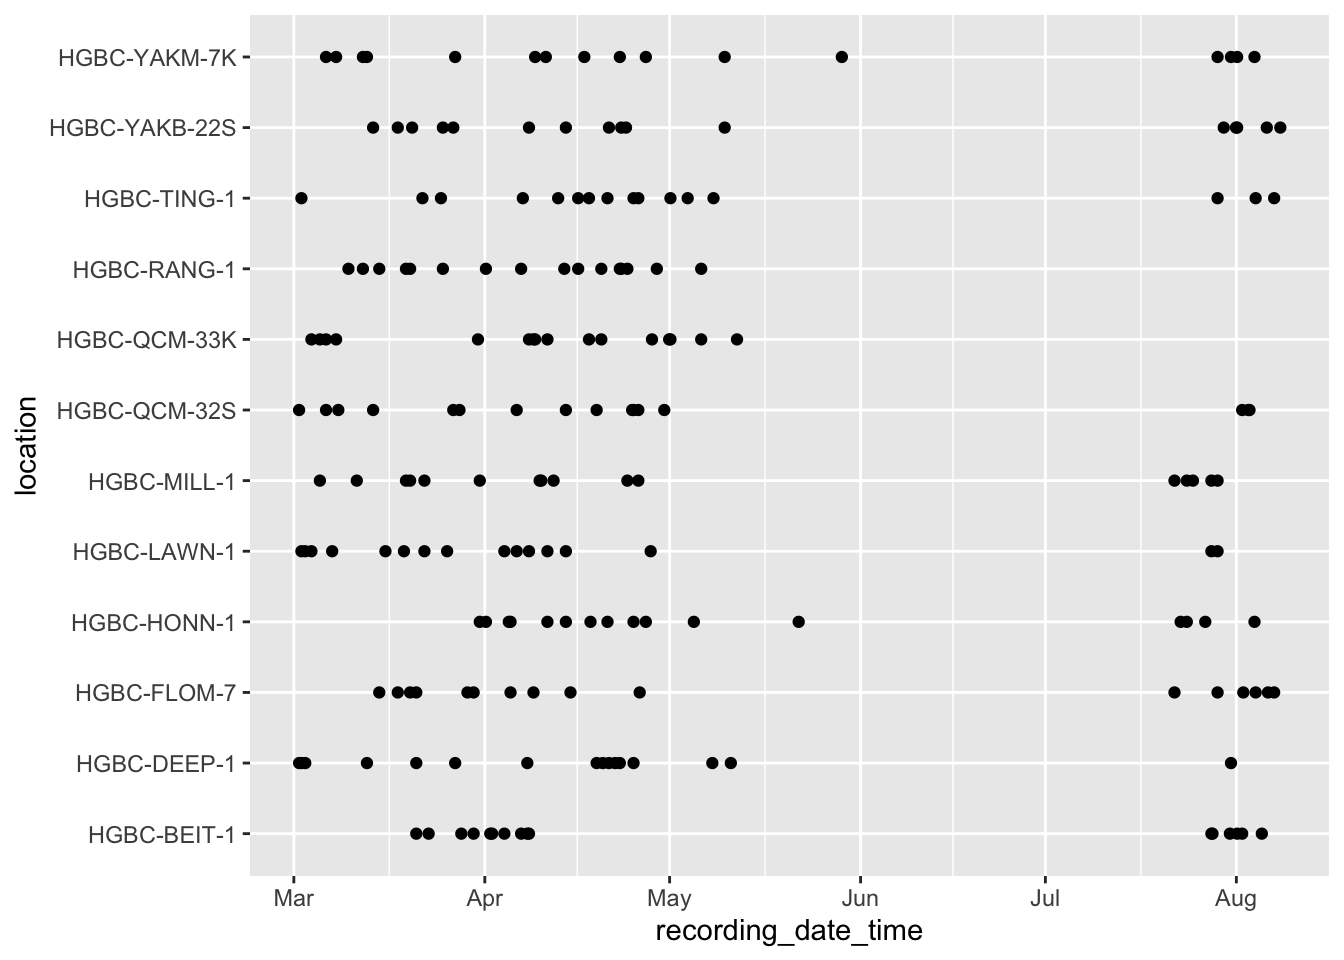 HGBC-YAKM-7K
HGBC-YAKB-22S
HGBC-TING-1
HGBC-RANG-1
HGBC-QCM-33K
HGBC-QCM-32S
HGBC-MILL-1
HGBC-LAWN-1
HGBC-HONN-1
HGBC-FLOM-7
HGBC-DEEP-1
HGBC-BEIT-1
location
Mar Apr May Jun Jul Aug
recording_date_time